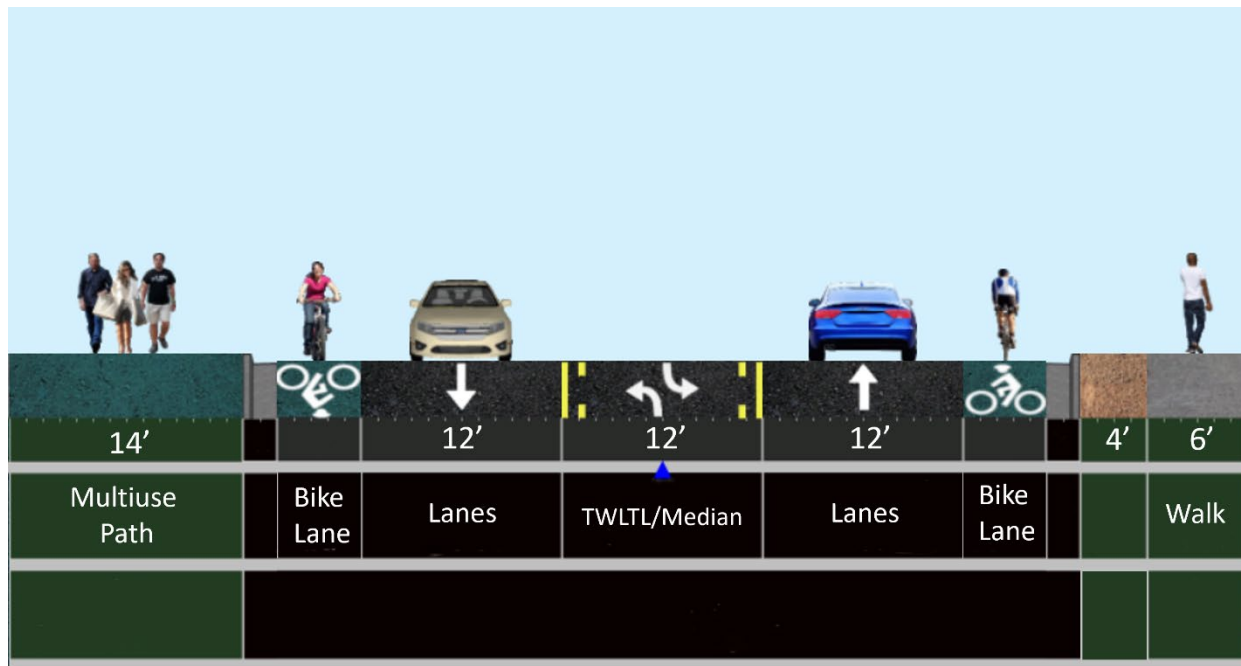 14’ 12’ 12’ 12’ 4’ 6’
Multiuse
Path
Bike
Lane
Lanes
TWLTL/Median
Lanes
Bike
Lane
Walk